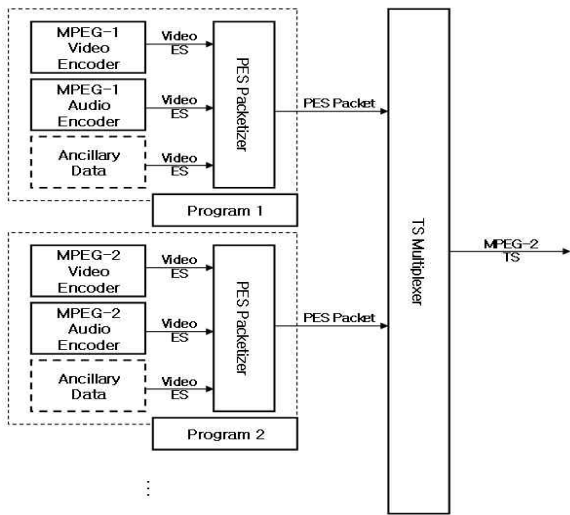 MPEG-1
Video
Encoder
Video
ES
MPEG-1
Audio
Encoder
Video
ES
Ancillary
Data
Video
ES
PES Packetizer
PES Packet
Program 1
MPEG-2
Video
Encoder
Video
ES
MPEG-2
Audio
Encoder
Video
ES
Ancillary
Data
Video
ES
PES Packetizer
PES Packet
Program 2
⋮
TS Multiplexer
MPEG-2
TS